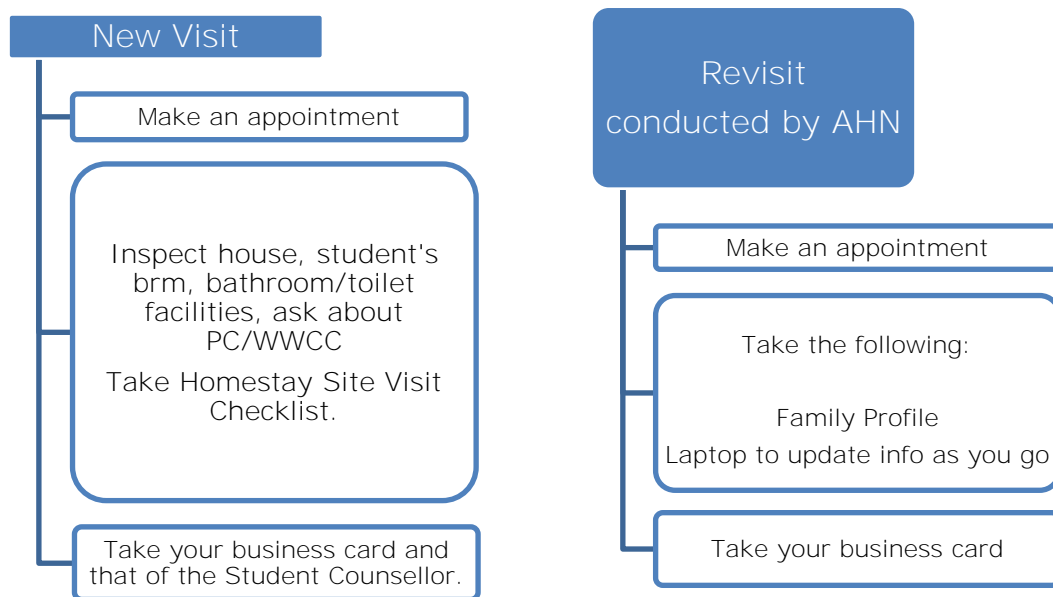 New Visit
Make an appointment
Inspect house, student's
brm, bathroom/toilet
facilities, ask about
PC/WWCC
Take Homestay Site Visit
Checklist.
Take your business card and
that of the Student Counsellor.
Revisit
conducted by AHN
Make an appointment
Take the following:
Family Profile
Laptop to update info as you go
Take your business card